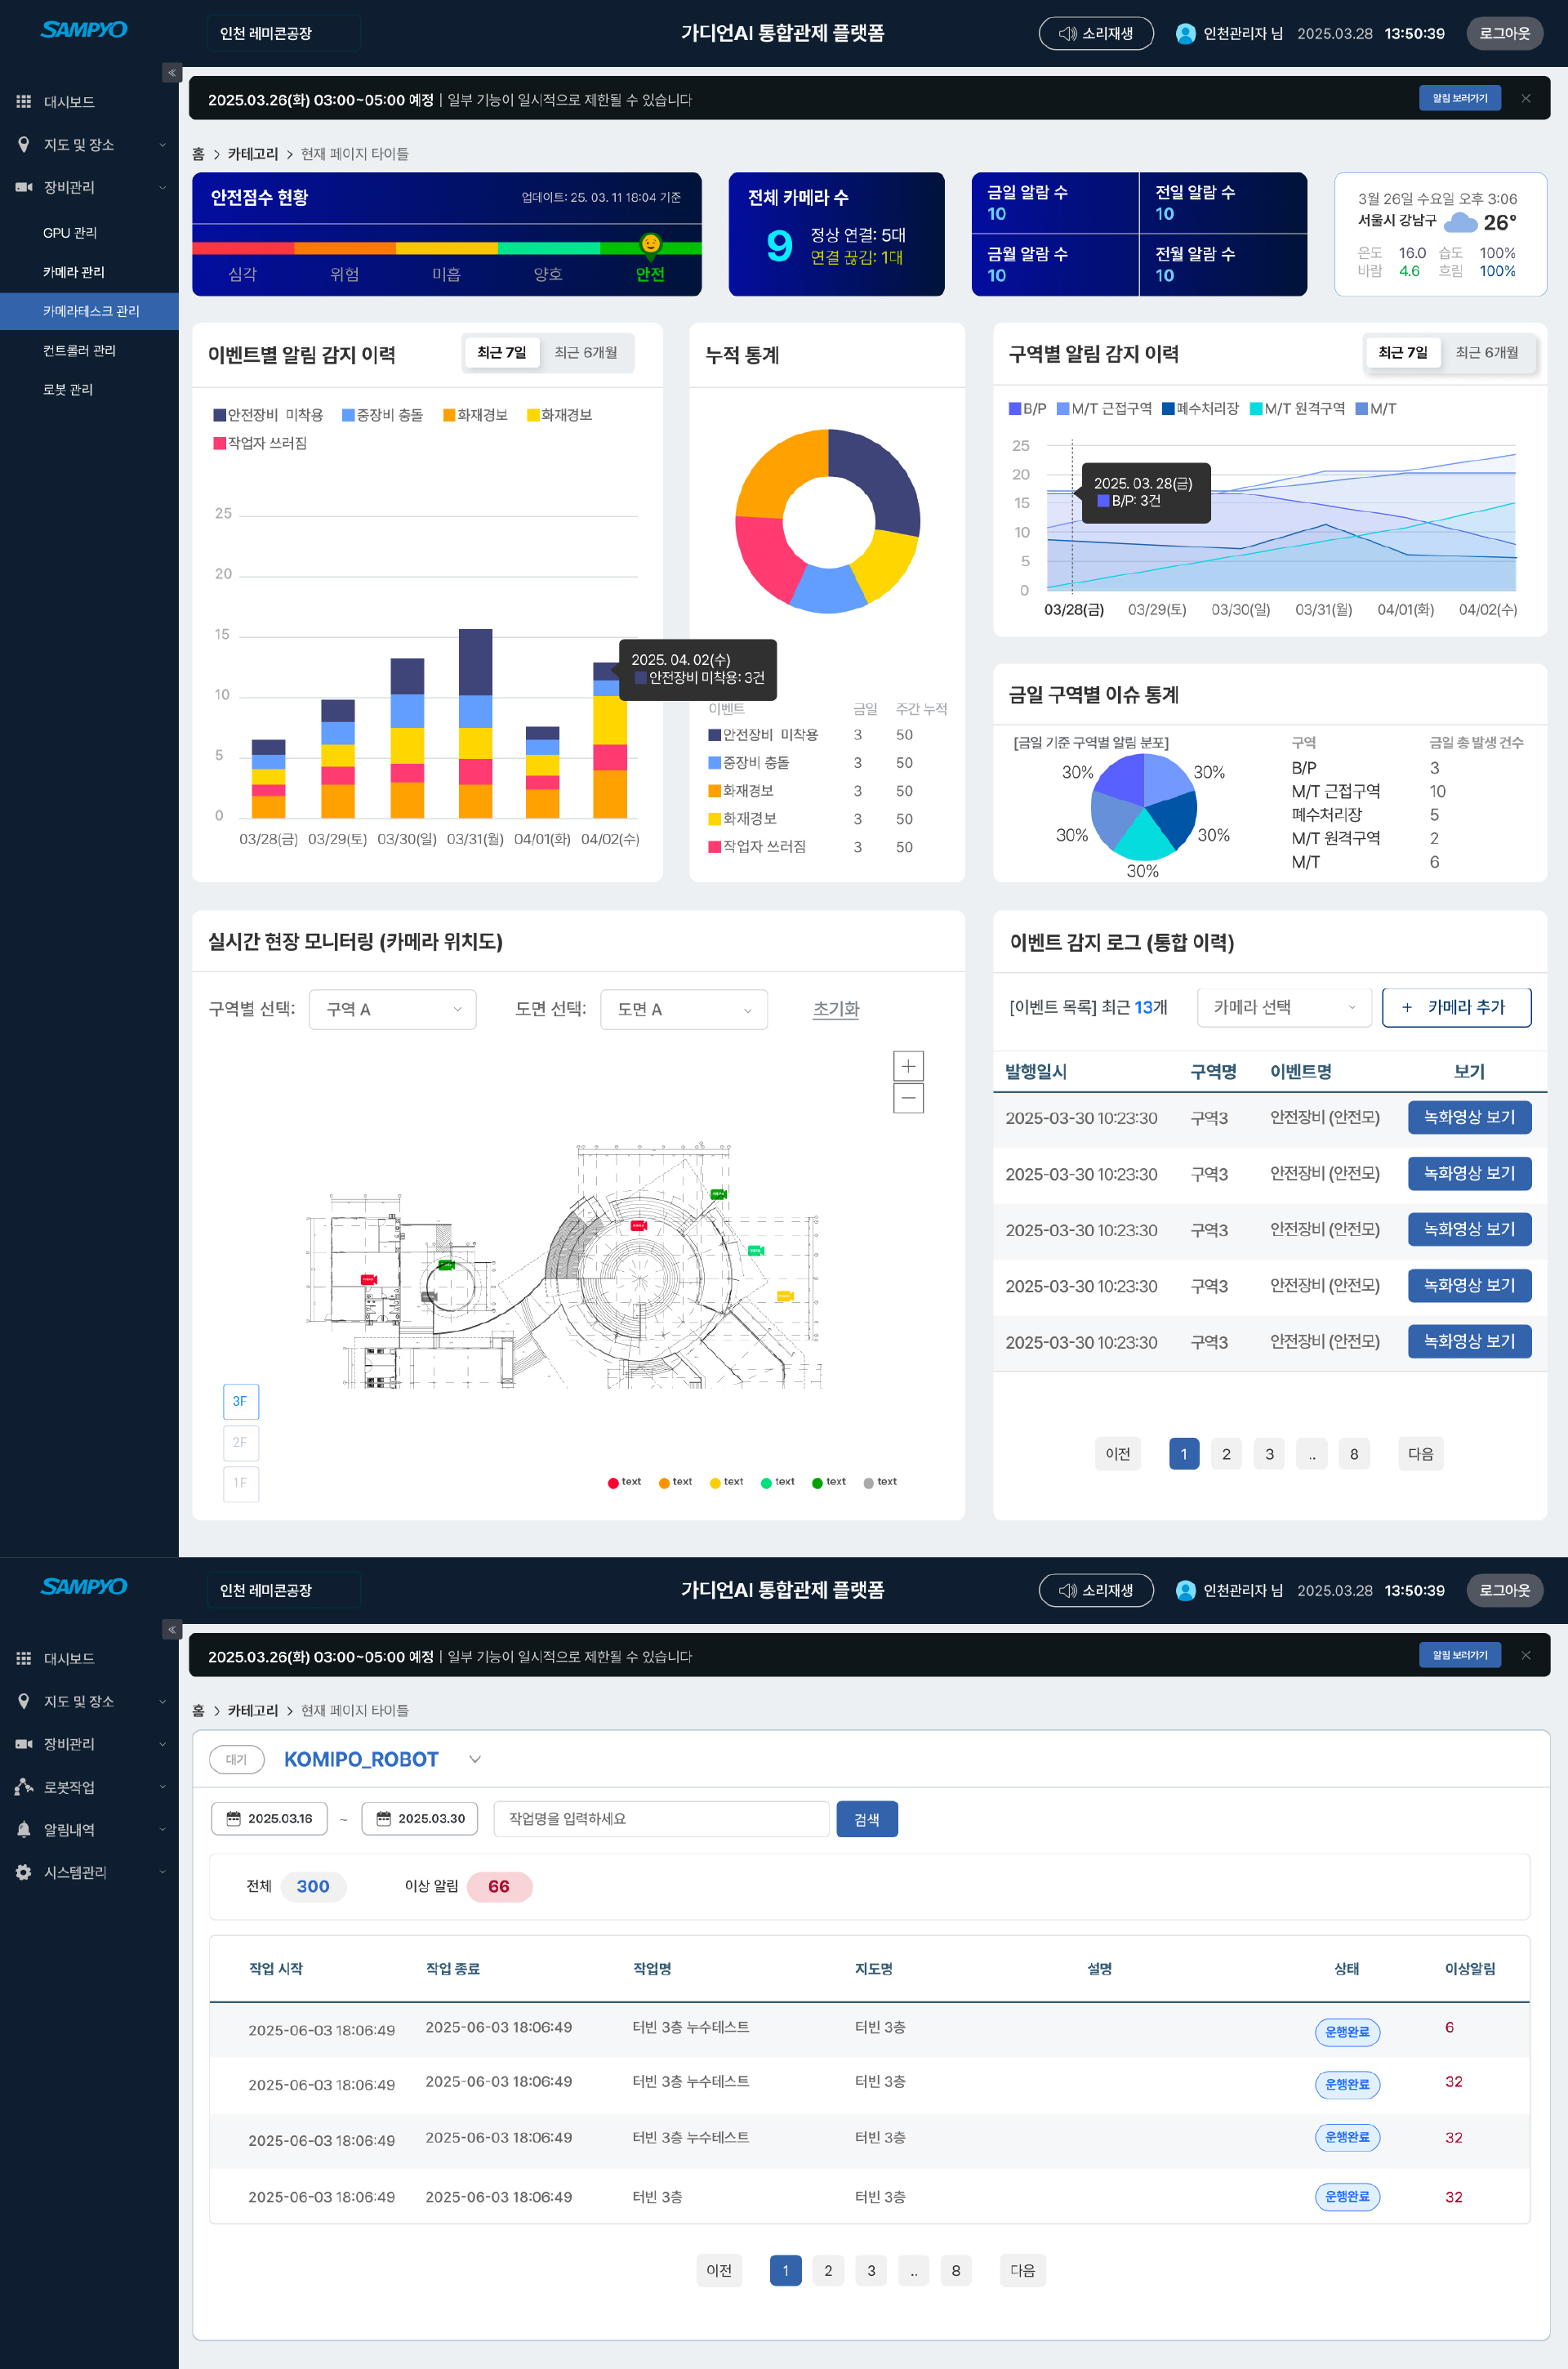 SAMPYO
인천 레미콘공장
가디언AI 통합관제 플랫폼
소리재생
인천관리자 님 2025.03.28 13:50:39
로그아웃
대시보드
지도 및 장소
장비관리
GPU 관리
카메라 관리
카메라테스크 관리
컨트롤러 관리
로봇 관리
2025.03.26(화) 03:00~05:00 예정 | 일부 기능이 일시적으로 제한될 수 있습니다
알림 보러가기
홈 > 카테고리 > 현재 페이지 타이틀
안전점수 현황
업데이트: 25. 03. 11 18:04 기준
심각 위험 미흡 양호 안전
전체 카메라 수
9
정상 연결: 5대
연결 끊김: 1대
금일 알람 수
10
전일 알람 수
10
금월 알람 수
10
전월 알람 수
10
3월 26일 수요일 오후 3:06
서울시 강남구 26°
온도 16.0 습도 100%
바람 4.6 흐림 100%
이벤트별 알림 감지 이력
최근 7일 최근 6개월
안전장비 미착용 중장비 충돌 화재경보 화재경보
작업자 쓰러짐
25
20
15
10
5
0
03/28(금) 03/29(토) 03/30(일) 03/31(월) 04/01(화) 04/02(수)
2025. 04. 02(수)
안전장비 미착용: 3건
누적 통계
이벤트 금일 주간 누적
안전장비 미착용 3 50
중장비 충돌 3 50
화재경보 3 50
화재경보 3 50
작업자 쓰러짐 3 50
구역별 알림 감지 이력
최근 7일 최근 6개월
B/P M/T 근접구역 폐수처리장 M/T 원격구역 M/T
25
20
15
10
5
0
2025. 03. 28(금)
B/P: 3건
03/28(금) 03/29(토) 03/30(일) 03/31(월) 04/01(화) 04/02(수)
금일 구역별 이슈 통계
[금일 기준 구역별 알림 분포]
30% 30%
30% 30%
30%
구역 금일 총 발생 건수
B/P 3
M/T 근접구역 10
폐수처리장 5
M/T 원격구역 2
M/T 6
실시간 현장 모니터링 (카메라 위치도)
구역별 선택: 구역 A 도면 선택: 도면 A 초기화
3F
2F
1F
text text text text text text
이벤트 감지 로그 (통합 이력)
[이벤트 목록] 최근 13개 카메라 선택 + 카메라 추가
발행일시 구역명 이벤트명 보기
2025-03-30 10:23:30 구역3 안전장비 (안전모) 녹화영상 보기
2025-03-30 10:23:30 구역3 안전장비 (안전모) 녹화영상 보기
2025-03-30 10:23:30 구역3 안전장비 (안전모) 녹화영상 보기
2025-03-30 10:23:30 구역3 안전장비 (안전모) 녹화영상 보기
2025-03-30 10:23:30 구역3 안전장비 (안전모) 녹화영상 보기
이전 1 2 3 .. 8 다음
SAMPYO
인천 레미콘공장
가디언AI 통합관제 플랫폼
소리재생
인천관리자 님 2025.03.28 13:50:39
로그아웃
대시보드
지도 및 장소
장비관리
로봇작업
알림내역
시스템관리
2025.03.26(화) 03:00~05:00 예정 | 일부 기능이 일시적으로 제한될 수 있습니다
알림 보러가기
홈 > 카테고리 > 현재 페이지 타이틀
대기 KOMIPO_ROBOT
2025.03.16 ~ 2025.03.30 작업명을 입력하세요 검색
전체 300 이상 알림 66
작업 시작 작업 종료 작업명 지도명 설명 상태 이상알림
2025-06-03 18:06:49 2025-06-03 18:06:49 터빈 3층 누수테스트 터빈 3층 운행완료 6
2025-06-03 18:06:49 2025-06-03 18:06:49 터빈 3층 누수테스트 터빈 3층 운행완료 32
2025-06-03 18:06:49 2025-06-03 18:06:49 터빈 3층 누수테스트 터빈 3층 운행완료 32
2025-06-03 18:06:49 2025-06-03 18:06:49 터빈 3층 터빈 3층 운행완료 32
이전 1 2 3 .. 8 다음